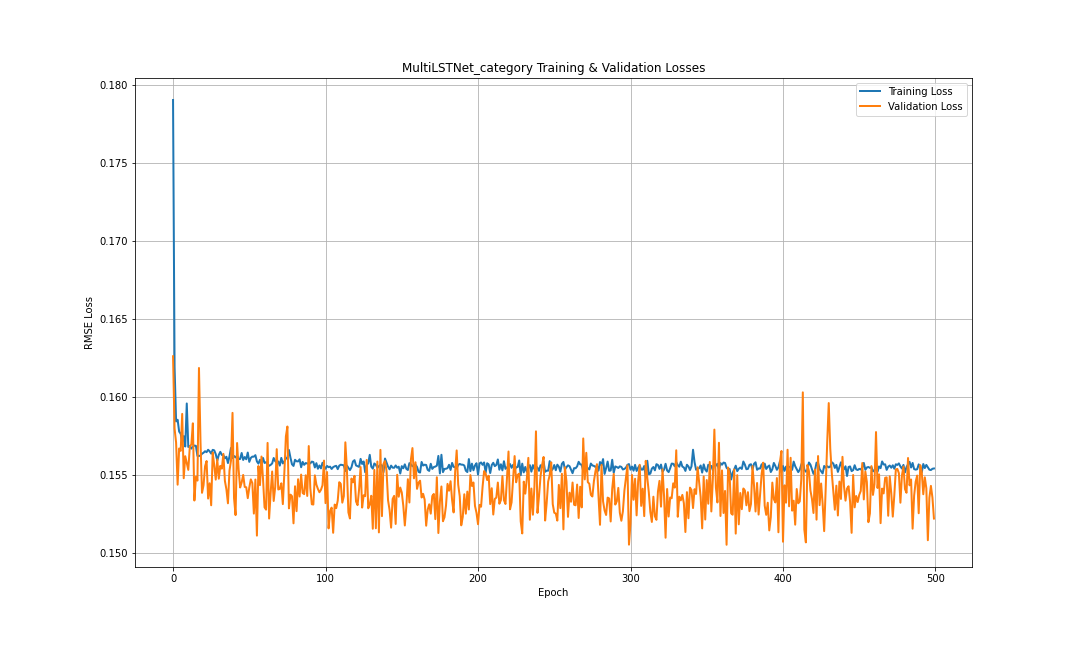 MultiLSTNet_category Training & Validation Losses
0.180
0.175
0.170
0.165
0.160
0.155
0.150
RMSE Loss
Training Loss
Validation Loss
0
100
200
300
400
500
Epoch